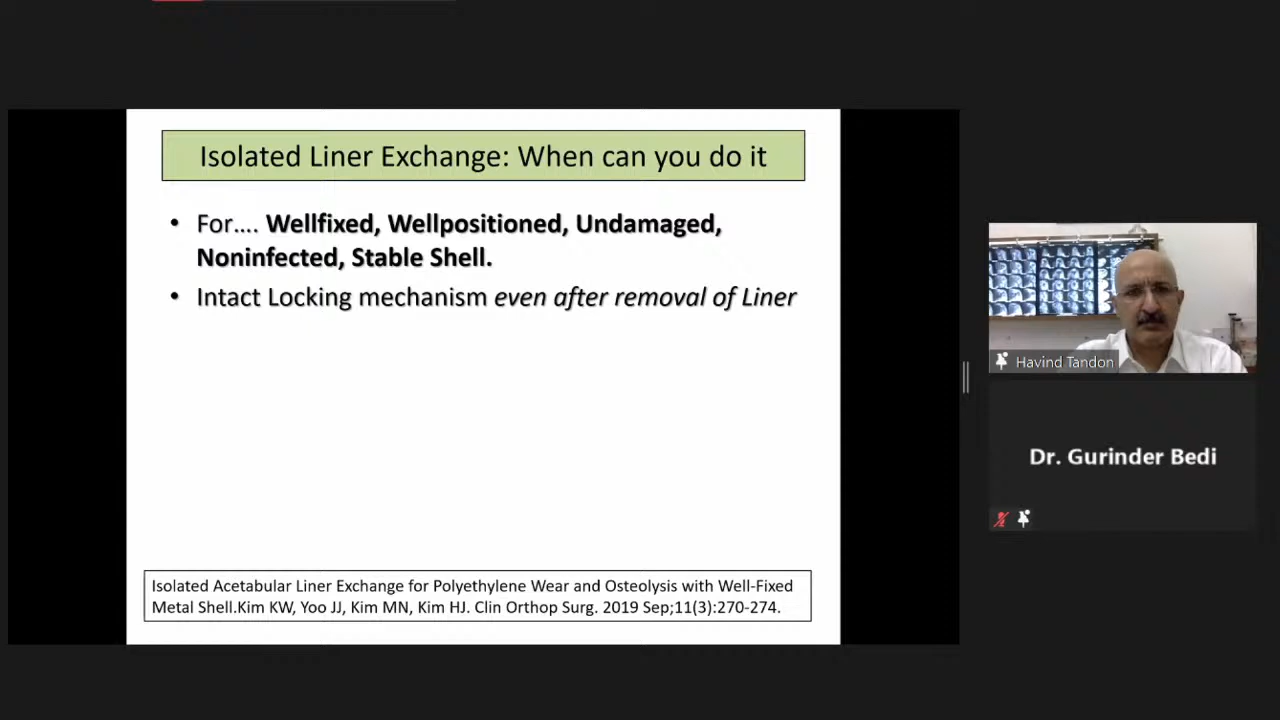 Isolated Liner Exchange: When can you do it
• For.... Wellfixed, Wellpositioned, Undamaged,
Noninfected, Stable Shell.
• Intact Locking mechanism even after removal of Liner
Isolated Acetabular Liner Exchange for Polyethylene Wear and Osteolysis with Well-Fixed
Metal Shell.Kim KW, Yoo JJ, Kim MN, Kim HJ. Clin Orthop Surg. 2019 Sep;11(3):270-274.
Havind Tandon
Dr. Gurinder Bedi